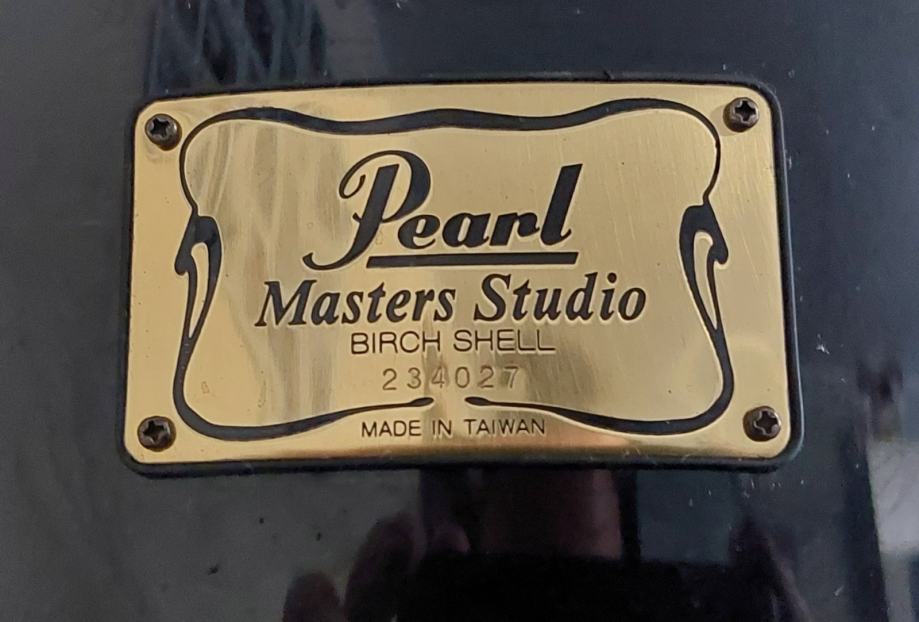 Pearl
Masters Studio
BIRCH SHELL
234027
MADE IN TAIWAN